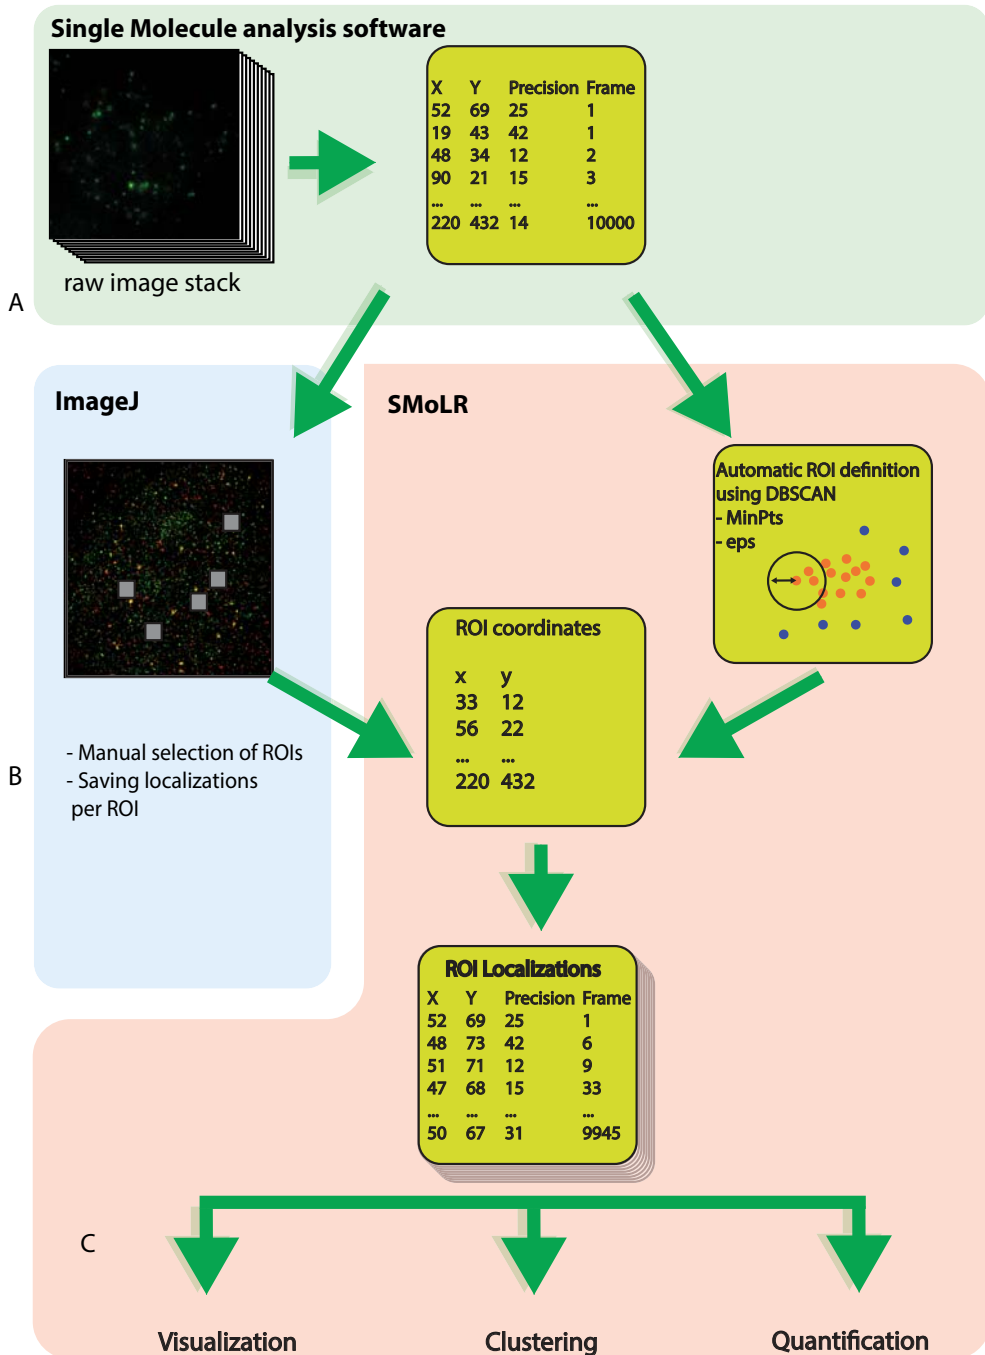 Single Molecule analysis software
X Y Precision Frame
52 69 25 1
19 43 42 1
48 34 12 2
90 21 15 3
... ... ... ...
220 432 14 10000
raw image stack
A
ImageJ
SMoLR
Automatic ROI definition
using DBSCAN
- MinPts
- eps
ROI coordinates
x y
33 12
56 22
... ...
220 432
- Manual selection of ROIs
- Saving localizations
per ROI
B
ROI Localizations
X Y Precision Frame
52 69 25 1
48 73 42 6
51 71 12 9
47 68 15 33
... ... ... ...
50 67 31 9945
C
Visualization
Clustering
Quantification